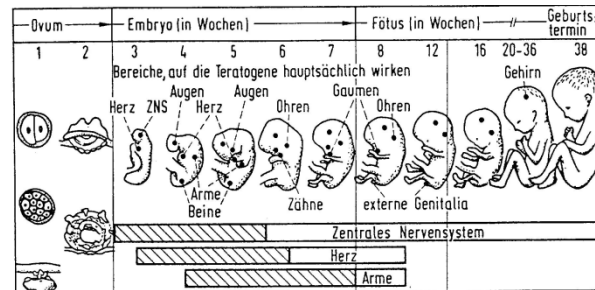 Ovum Embryo (in Wochen) Fötus (in Wochen) Geburts-
termin
1 2 3 4 5 6 7 8 12 16 20-36 38
Bereiche, auf die Teratogene hauptsächlich wirken
Gehirn
Augen Augen Gaumen
Herz ZNS Herz Ohren Ohren
Arme
Beine
Zähne
externe Genitalia
Zentrales Nervensystem
Herz
Arme